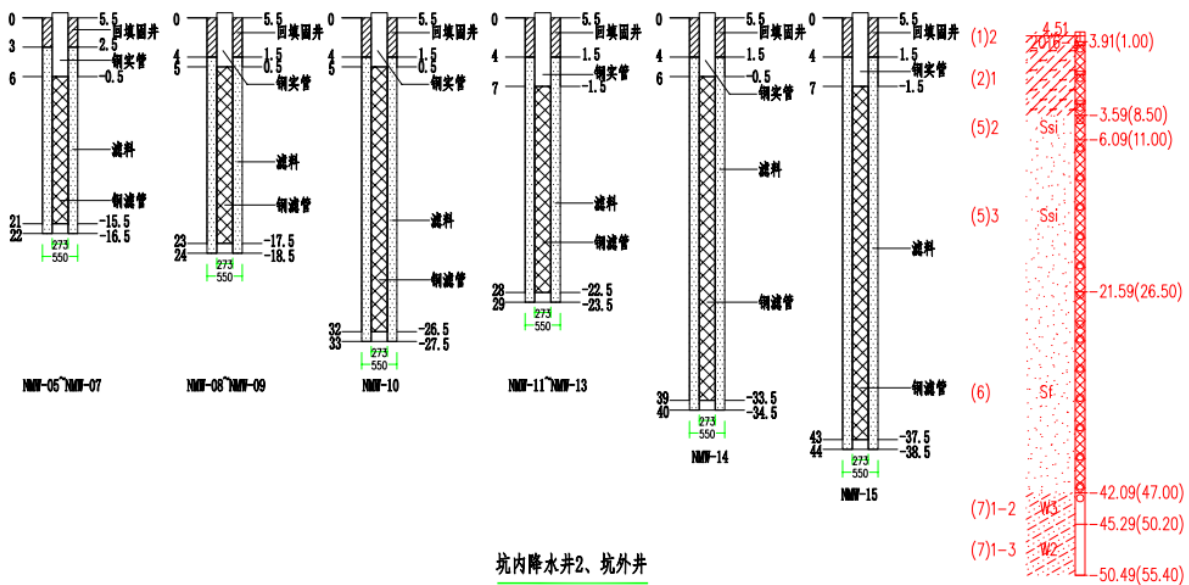 0 5.5
回填固井
3 2.5
钢实管
6 -0.5
滤料
钢滤管
21 -15.5
22 -16.5
273
550
NMW-05~NMW-07
0 5.5
回填固井
4 1.5
5 0.5
钢实管
滤料
钢滤管
23 -17.5
24 -18.5
273
550
NMW-08~NMW-09
0 5.5
回填固井
4 1.5
5 0.5
钢实管
滤料
钢滤管
32 -26.5
33 -27.5
273
550
NMW-10
0 5.5
回填固井
4 1.5
钢实管
7 -1.5
滤料
钢滤管
28 -22.5
29 -23.5
273
550
NMW-11~NMW-13
0 5.5
回填固井
4 1.5
6 -0.5
钢实管
滤料
钢滤管
39 -33.5
40 -34.5
273
550
NMW-14
0 5.5
回填固井
4 1.5
钢实管
7 -1.5
滤料
钢滤管
43 -37.5
44 -38.5
273
550
NMW-15
4.51
(1)2 3.91(1.00)
(2)1
-3.59(8.50)
(5)2 Ssi
-6.09(11.00)
(5)3 Ssi
-21.59(26.50)
(6) Sf
-42.09(47.00)
(7)1-2 W3
-45.29(50.20)
(7)1-3 W2
-50.49(55.40)
坑内降水井2、坑外井